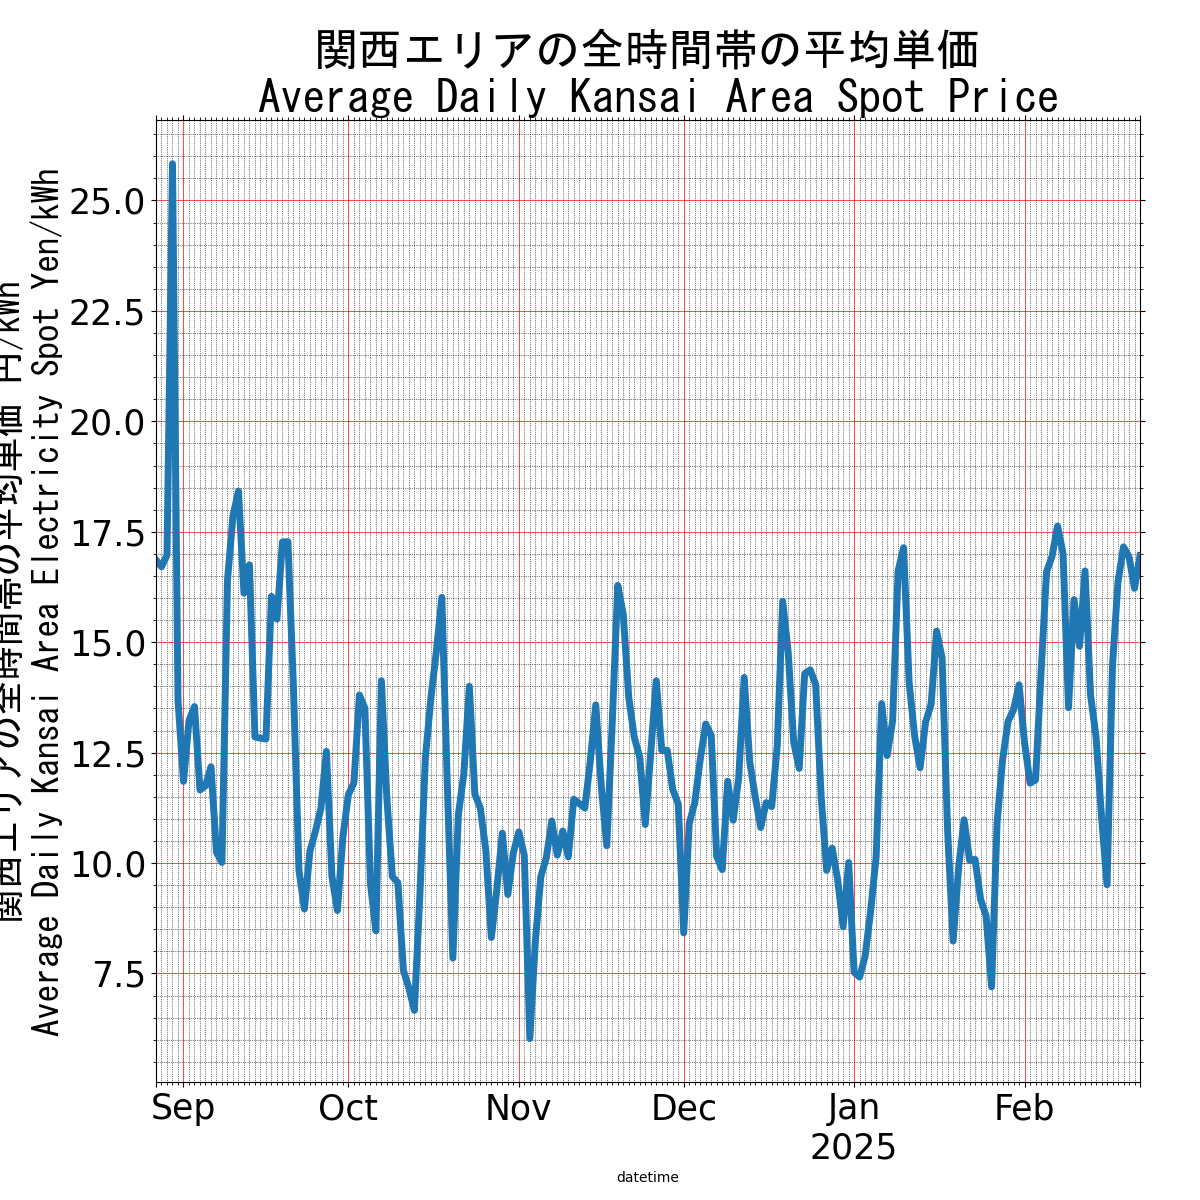 関西エリアの全時間帯の平均単価
Average Daily Kansai Area Spot Price
関西エリアの全時間帯の平均単価 円/kWh
Average Daily Kansai Area Electricity Spot Yen/kWh
25.0
22.5
20.0
17.5
15.0
12.5
10.0
7.5
Sep Oct Nov Dec Jan Feb
2025
datetime